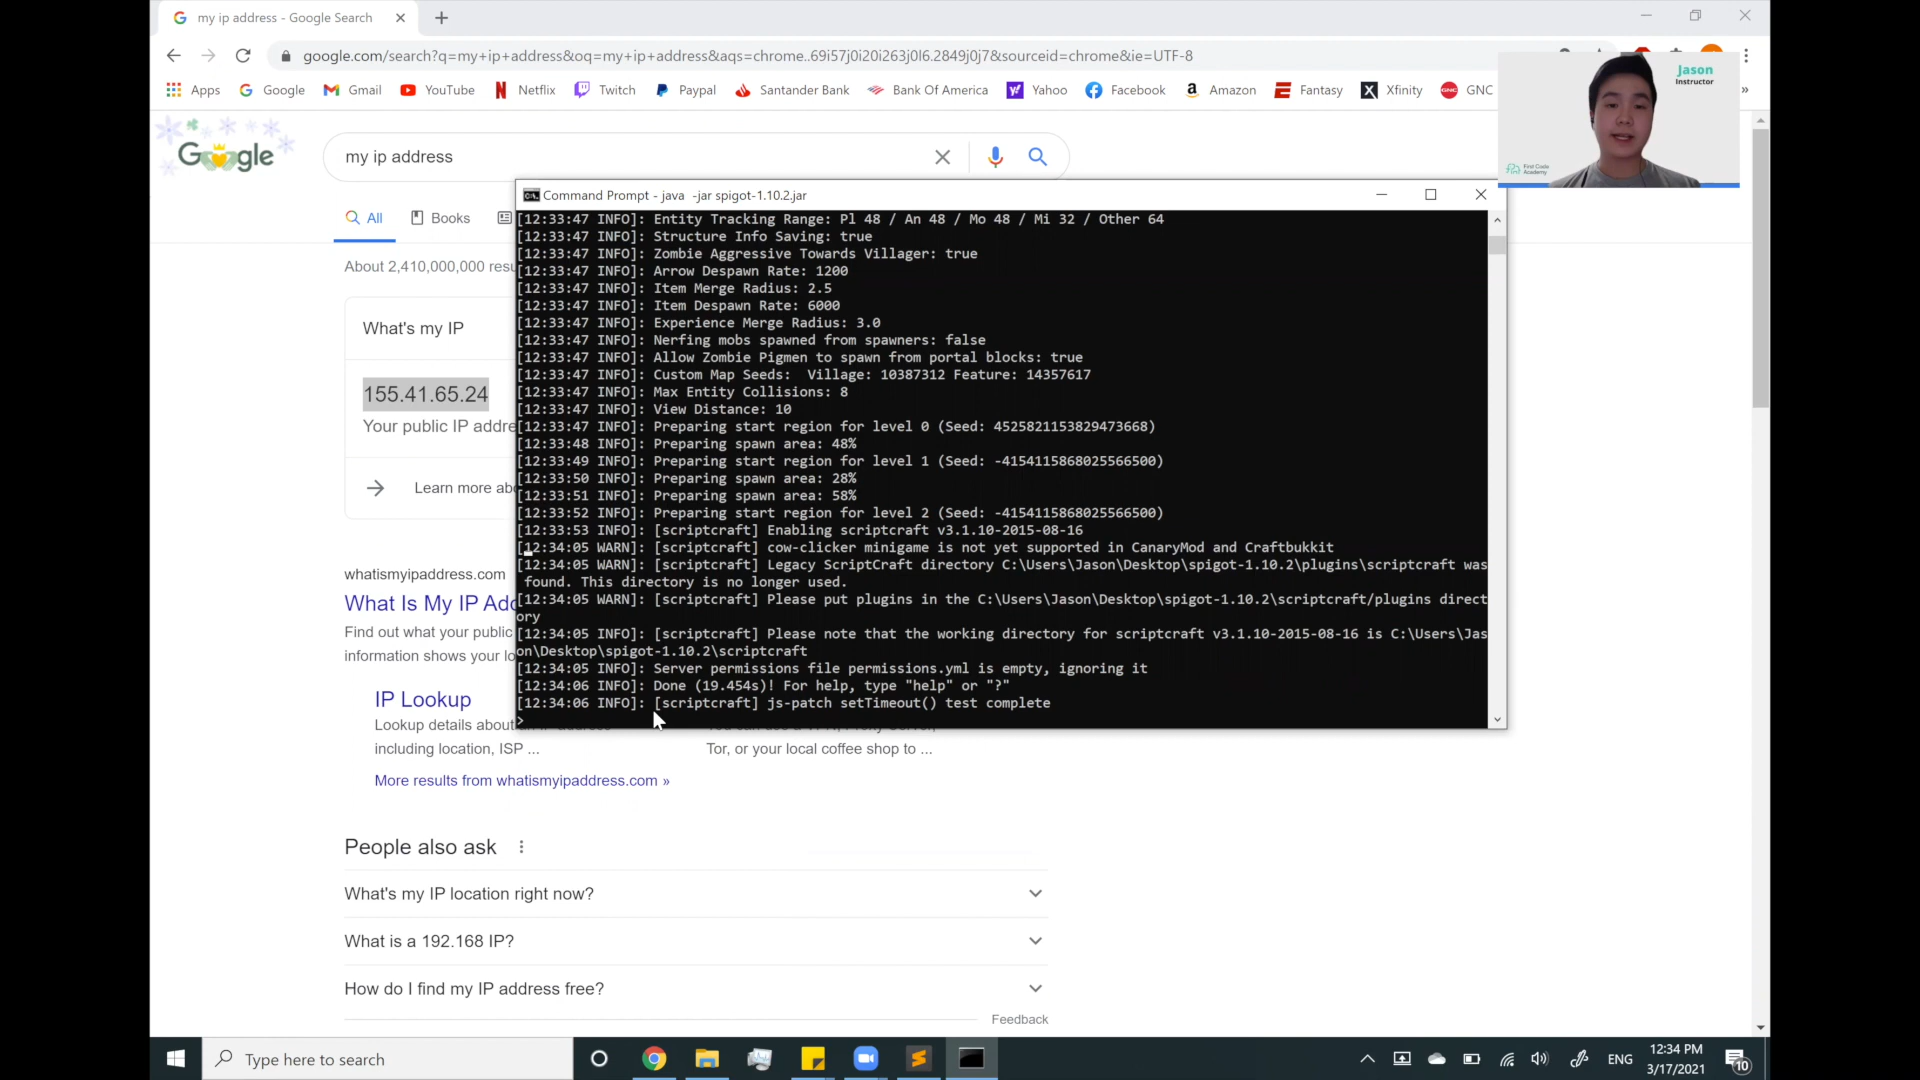 my ip address - Google Search
google.com/search?q=my+ip+address&oq=my+ip+address&aqs=chrome..69i57j0i20i263j0l6.2849j0j7&sourceid=chrome&ie=UTF-8
Apps Google Gmail YouTube Netflix Twitch Paypal Santander Bank Bank Of America Yahoo Facebook Amazon Fantasy Xfinity GNC »
Jason
Instructor
First Code
Academy
Google
my ip address
All Books
About 2,410,000,000 resu
What's my IP
155.41.65.24
Your public IP addre
Learn more abo
whatismyipaddress.com
What Is My IP Add
Find out what your public
information shows your lo
Command Prompt - java -jar spigot-1.10.2.jar
[12:33:47 INFO]: Entity Tracking Range: Pl 48 / An 48 / Mo 48 / Mi 32 / Other 64
[12:33:47 INFO]: Structure Info Saving: true
[12:33:47 INFO]: Zombie Aggressive Towards Villager: true
[12:33:47 INFO]: Arrow Despawn Rate: 1200
[12:33:47 INFO]: Item Merge Radius: 2.5
[12:33:47 INFO]: Item Despawn Rate: 6000
[12:33:47 INFO]: Experience Merge Radius: 3.0
[12:33:47 INFO]: Nerfing mobs spawned from spawners: false
[12:33:47 INFO]: Allow Zombie Pigmen to spawn from portal blocks: true
[12:33:47 INFO]: Custom Map Seeds:  Village: 10387312 Feature: 14357617
[12:33:47 INFO]: Max Entity Collisions: 8
[12:33:47 INFO]: View Distance: 10
[12:33:47 INFO]: Preparing start region for level 0 (Seed: 4525821153829473668)
[12:33:48 INFO]: Preparing spawn area: 48%
[12:33:49 INFO]: Preparing start region for level 1 (Seed: -4154115868025566500)
[12:33:50 INFO]: Preparing spawn area: 28%
[12:33:51 INFO]: Preparing spawn area: 58%
[12:33:52 INFO]: Preparing start region for level 2 (Seed: -4154115868025566500)
[12:33:53 INFO]: [scriptcraft] Enabling scriptcraft v3.1.10-2015-08-16
[12:34:05 WARN]: [scriptcraft] cow-clicker minigame is not yet supported in CanaryMod and Craftbukkit
[12:34:05 WARN]: [scriptcraft] Legacy ScriptCraft directory C:\Users\Jason\Desktop\spigot-1.10.2\plugins\scriptcraft was
found. This directory is no longer used.
[12:34:05 WARN]: [scriptcraft] Please put plugins in the C:\Users\Jason\Desktop\spigot-1.10.2\scriptcraft/plugins direct
ory
[12:34:05 INFO]: [scriptcraft] Please note that the working directory for scriptcraft v3.1.10-2015-08-16 is C:\Users\Jas
on\Desktop\spigot-1.10.2\scriptcraft
[12:34:05 INFO]: Server permissions file permissions.yml is empty, ignoring it
[12:34:06 INFO]: Done (19.454s)! For help, type "help" or "?"
[12:34:06 INFO]: [scriptcraft] js-patch setTimeout() test complete
>
IP Lookup
Lookup details about
including location, ISP ...
Tor, or your local coffee shop to ...
More results from whatismyipaddress.com »
People also ask
What's my IP location right now?
What is a 192.168 IP?
How do I find my IP address free?
Feedback
Type here to search
ENG
12:34 PM
3/17/2021
10